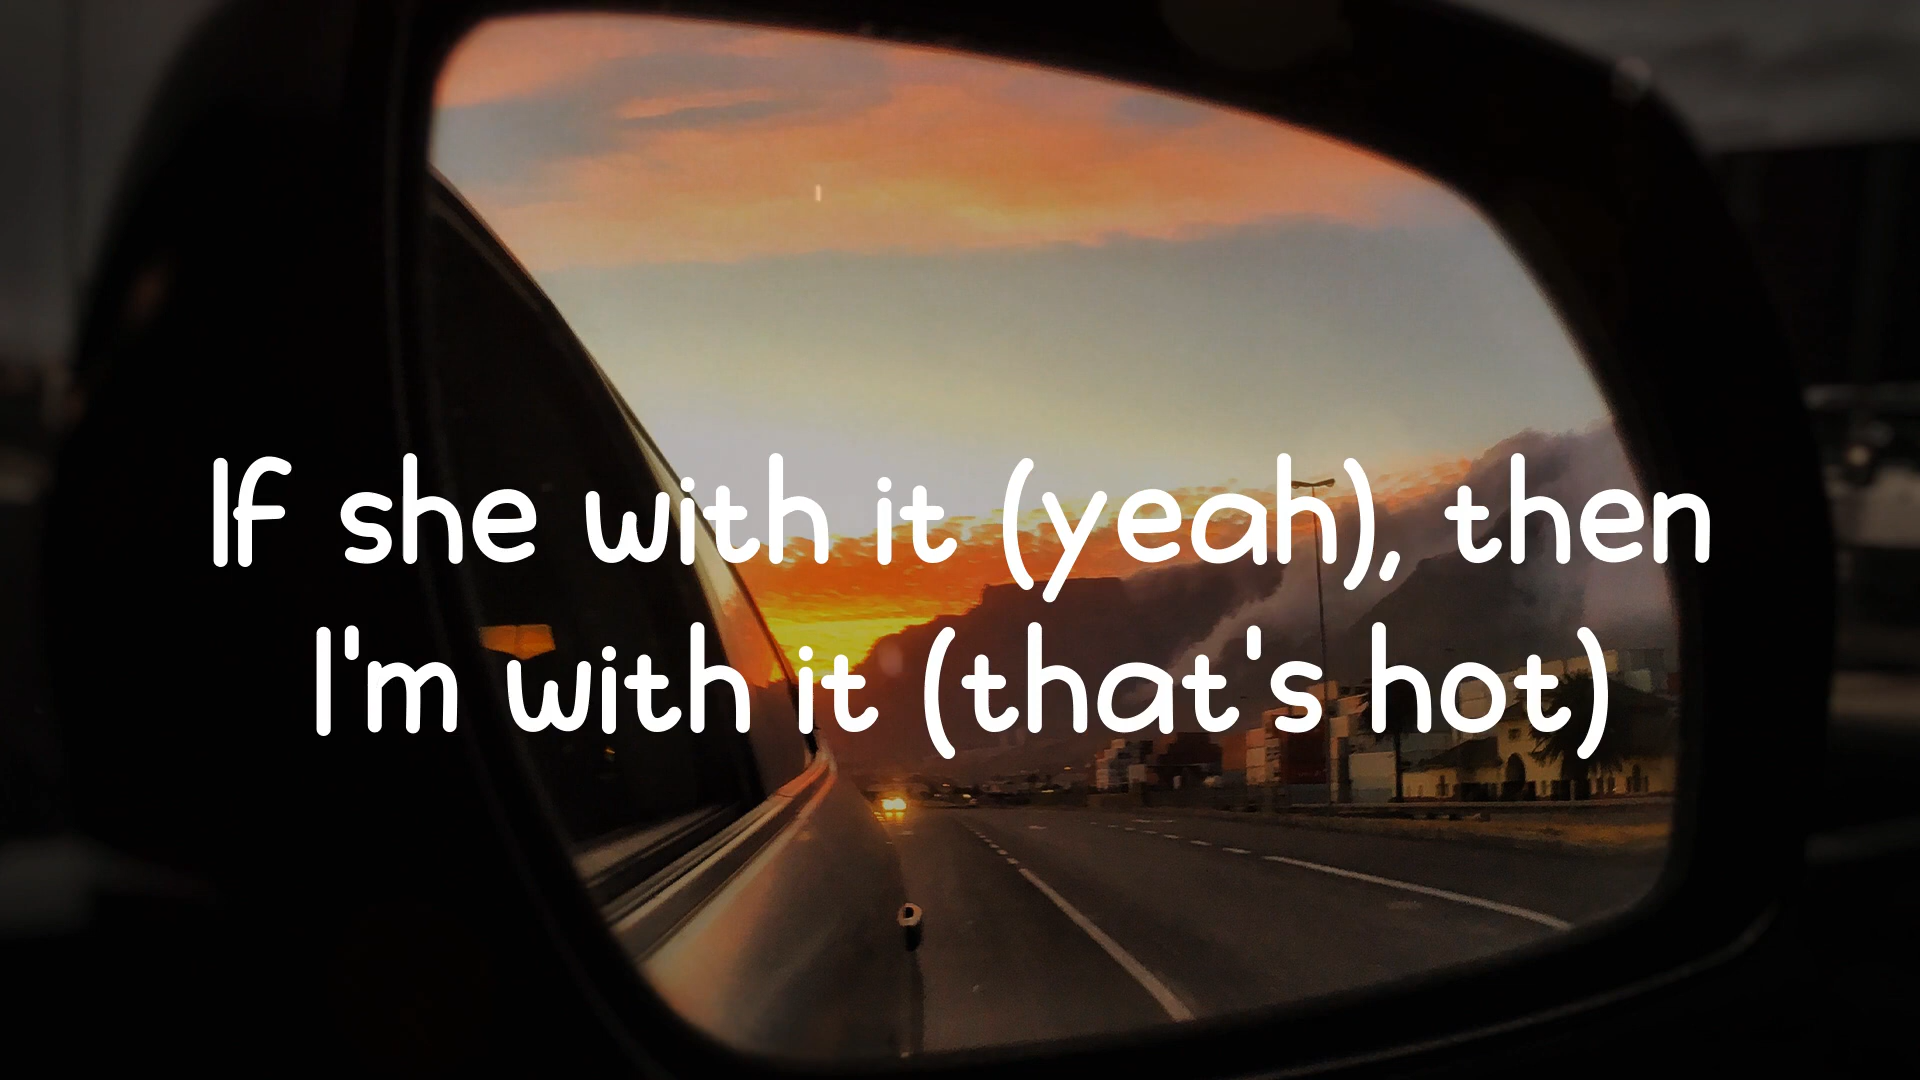 If she with it (yeah), then
I'm with it (that's hot)